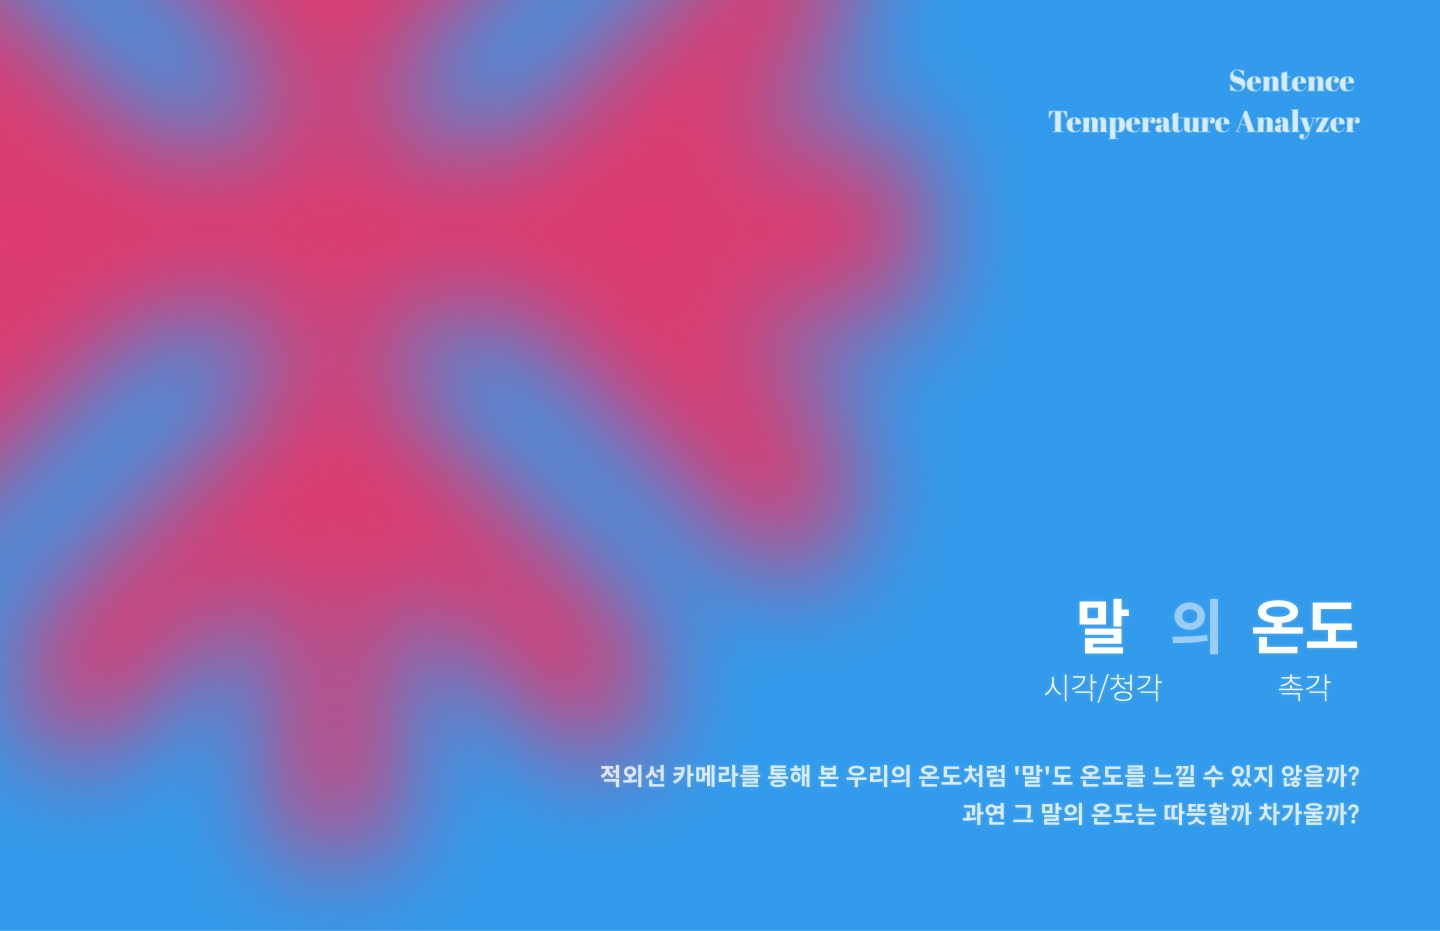 Sentence
Temperature Analyzer
말 의 온도
시각/청각 촉각
적외선 카메라를 통해 본 우리의 온도처럼 '말'도 온도를 느낄 수 있지 않을까?
과연 그 말의 온도는 따뜻할까 차가울까?